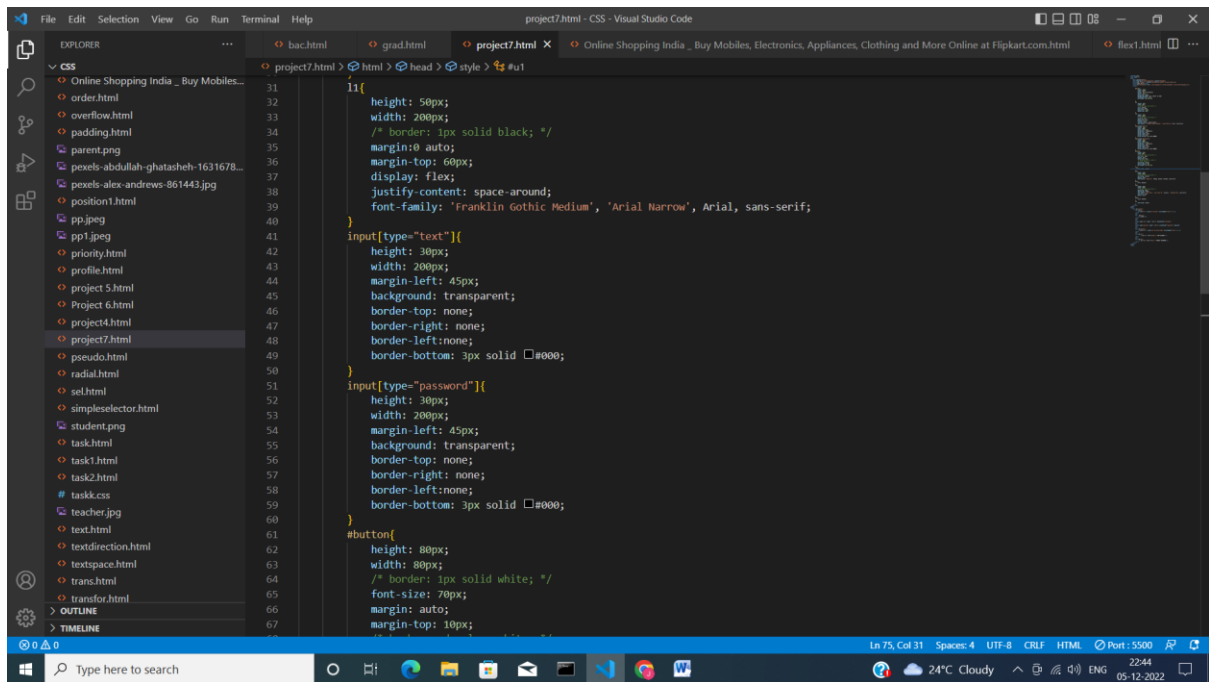 File Edit Selection View Go Run Terminal Help
project7.html - CSS - Visual Studio Code
EXPLORER
CSS
Online Shopping India _ Buy Mobiles...
order.html
overflow.html
padding.html
parent.png
pexels-abdullah-ghatasheh-1631678...
pexels-alex-andrews-861443.jpg
position1.html
pp.jpeg
pp1.jpeg
priority.html
profile.html
project 5.html
Project 6.html
project4.html
project7.html
pseudo.html
radial.html
sel.html
simpleselector.html
student.png
task.html
task1.html
task2.html
# taskk.css
teacher.jpg
text.html
textdirection.html
textspace.html
trans.html
transfor.html
OUTLINE
TIMELINE
bac.html grad.html project7.html Online Shopping India _ Buy Mobiles, Electronics, Appliances, Clothing and More Online at Flipkart.com.html flex1.html
project7.html > html > head > style > #u1
31 l1{
32 height: 50px;
33 width: 200px;
34 /* border: 1px solid black; */
35 margin:0 auto;
36 margin-top: 60px;
37 display: flex;
38 justify-content: space-around;
39 font-family: 'Franklin Gothic Medium', 'Arial Narrow', Arial, sans-serif;
40 }
41 input[type="text"]{
42 height: 30px;
43 width: 200px;
44 margin-left: 45px;
45 background: transparent;
46 border-top: none;
47 border-right: none;
48 border-left:none;
49 border-bottom: 3px solid #000;
50 }
51 input[type="password"]{
52 height: 30px;
53 width: 200px;
54 margin-left: 45px;
55 background: transparent;
56 border-top: none;
57 border-right: none;
58 border-left:none;
59 border-bottom: 3px solid #000;
60 }
61 #button{
62 height: 80px;
63 width: 80px;
64 /* border: 1px solid white; */
65 font-size: 70px;
66 margin: auto;
67 margin-top: 10px;
0 0
Ln 75, Col 31 Spaces: 4 UTF-8 CRLF HTML Port : 5500
Type here to search
24°C Cloudy ENG
22:44
05-12-2022